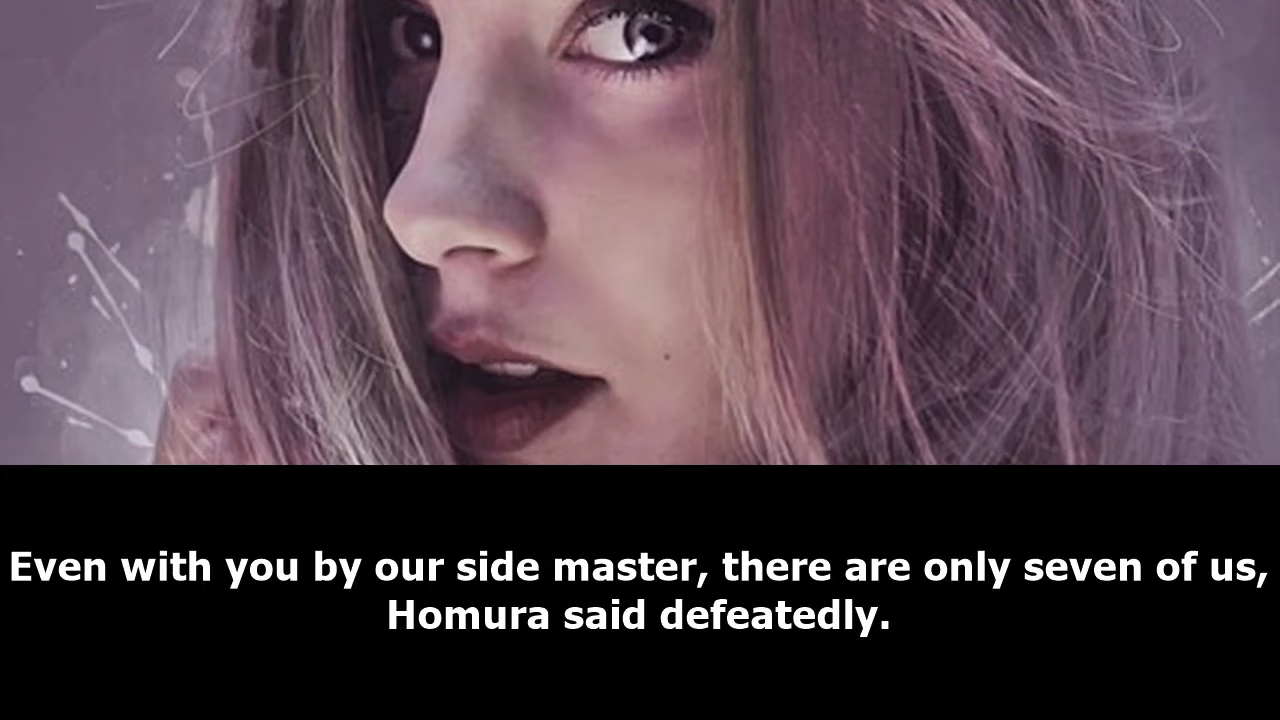 Even with you by our side master, there are only seven of us,
Homura said defeatedly.